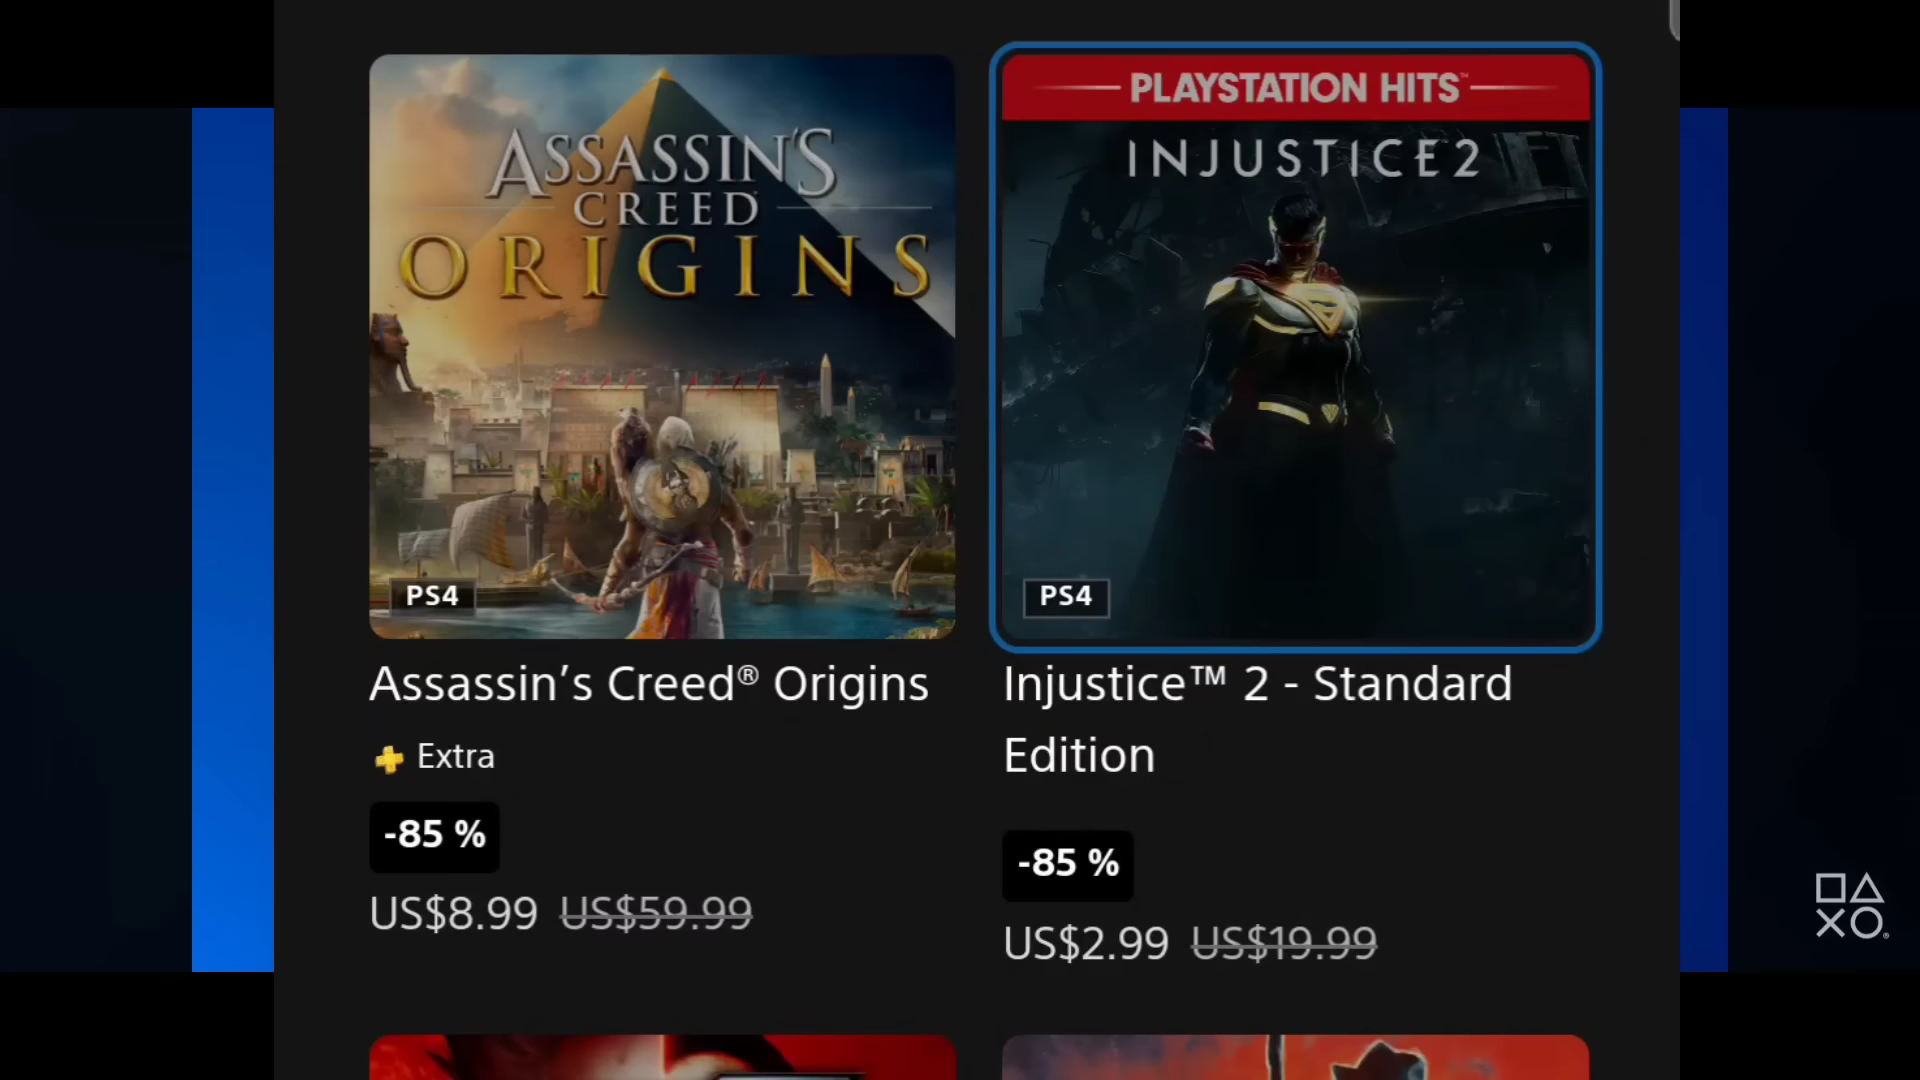 ASSASSIN'S
CREED
ORIGINS
PS4
Assassin’s Creed® Origins
Extra
-85 %
US$8.99 US$59.99
PLAYSTATION HITS™
INJUSTICE 2
PS4
Injustice™ 2 - Standard
Edition
-85 %
US$2.99 US$19.99